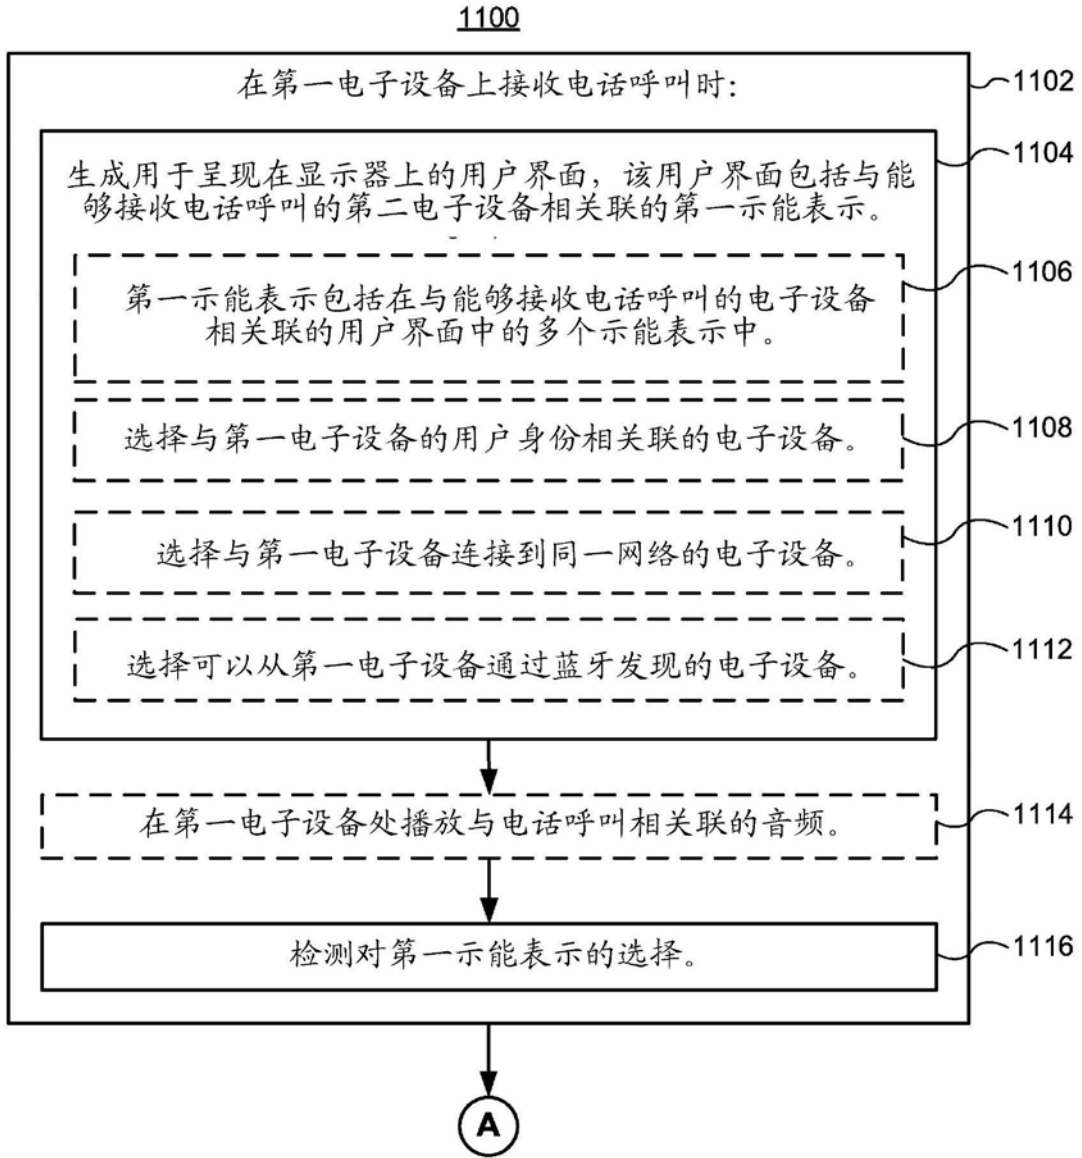 1100
在第一电子设备上接收电话呼叫时:
1102
生成用于呈现在显示器上的用户界面，该用户界面包括与能
够接收电话呼叫的第二电子设备相关联的第一示能表示。
1104
第一示能表示包括在与能够接收电话呼叫的电子设备
相关联的用户界面中的多个示能表示中。
1106
选择与第一电子设备的用户身份相关联的电子设备。
1108
选择与第一电子设备连接到同一网络的电子设备。
1110
选择可以从第一电子设备通过蓝牙发现的电子设备。
1112
在第一电子设备处播放与电话呼叫相关联的音频。
1114
检测对第一示能表示的选择。
1116
A